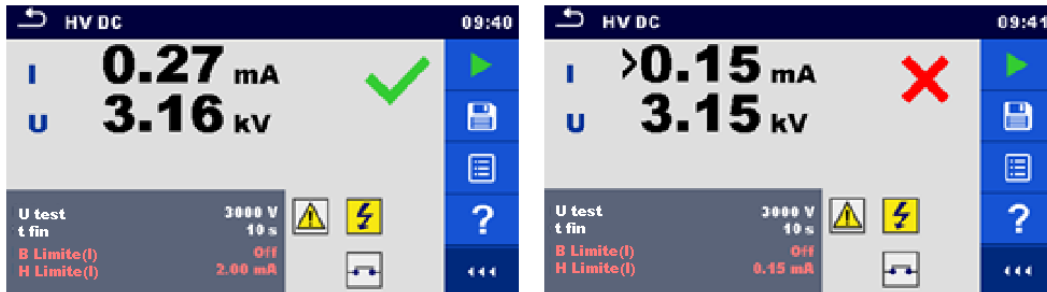 HV DC 09:40
I 0.27 mA
U 3.16 kV
U test 3000 V
t fin 10 s
B Limite(I) Off
H Limite(I) 2.00 mA
?
HV DC 09:41
I >0.15 mA
U 3.15 kV
U test 3000 V
t fin 10 s
B Limite(I) Off
H Limite(I) 0.15 mA
?